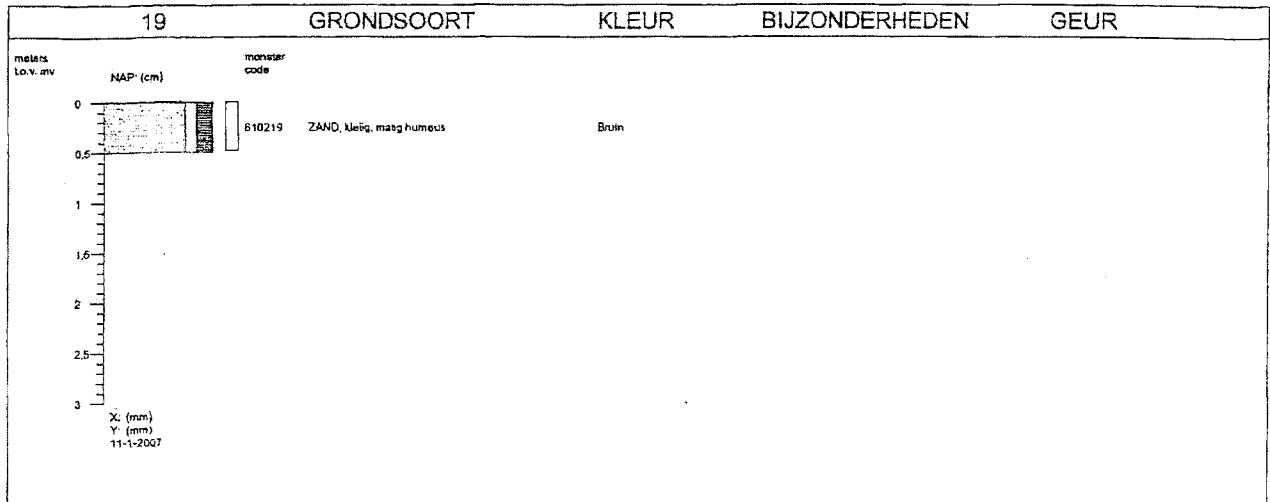 19 GRONDSOORT KLEUR BIJZONDERHEDEN GEUR
meters monster
t.o.v. mv NAP: (cm) code
0
610219 ZAND, kleiig, matig humeus Bruin
0,5
1
1,5
2
2,5
3
X: (mm)
Y: (mm)
11-1-2007